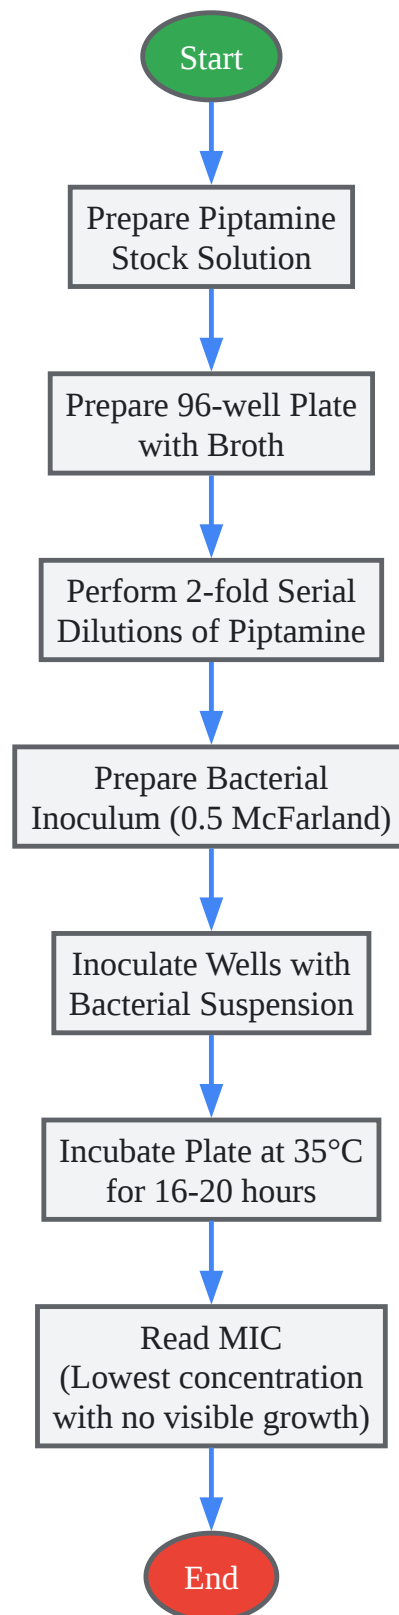 Start
Prepare Piptamine
Stock Solution
Prepare 96-well Plate
with Broth
Perform 2-fold Serial
Dilutions of Piptamine
Prepare Bacterial
Inoculum (0.5 McFarland)
Inoculate Wells with
Bacterial Suspension
Incubate Plate at 35°C
for 16-20 hours
Read MIC
(Lowest concentration
with no visible growth)
End